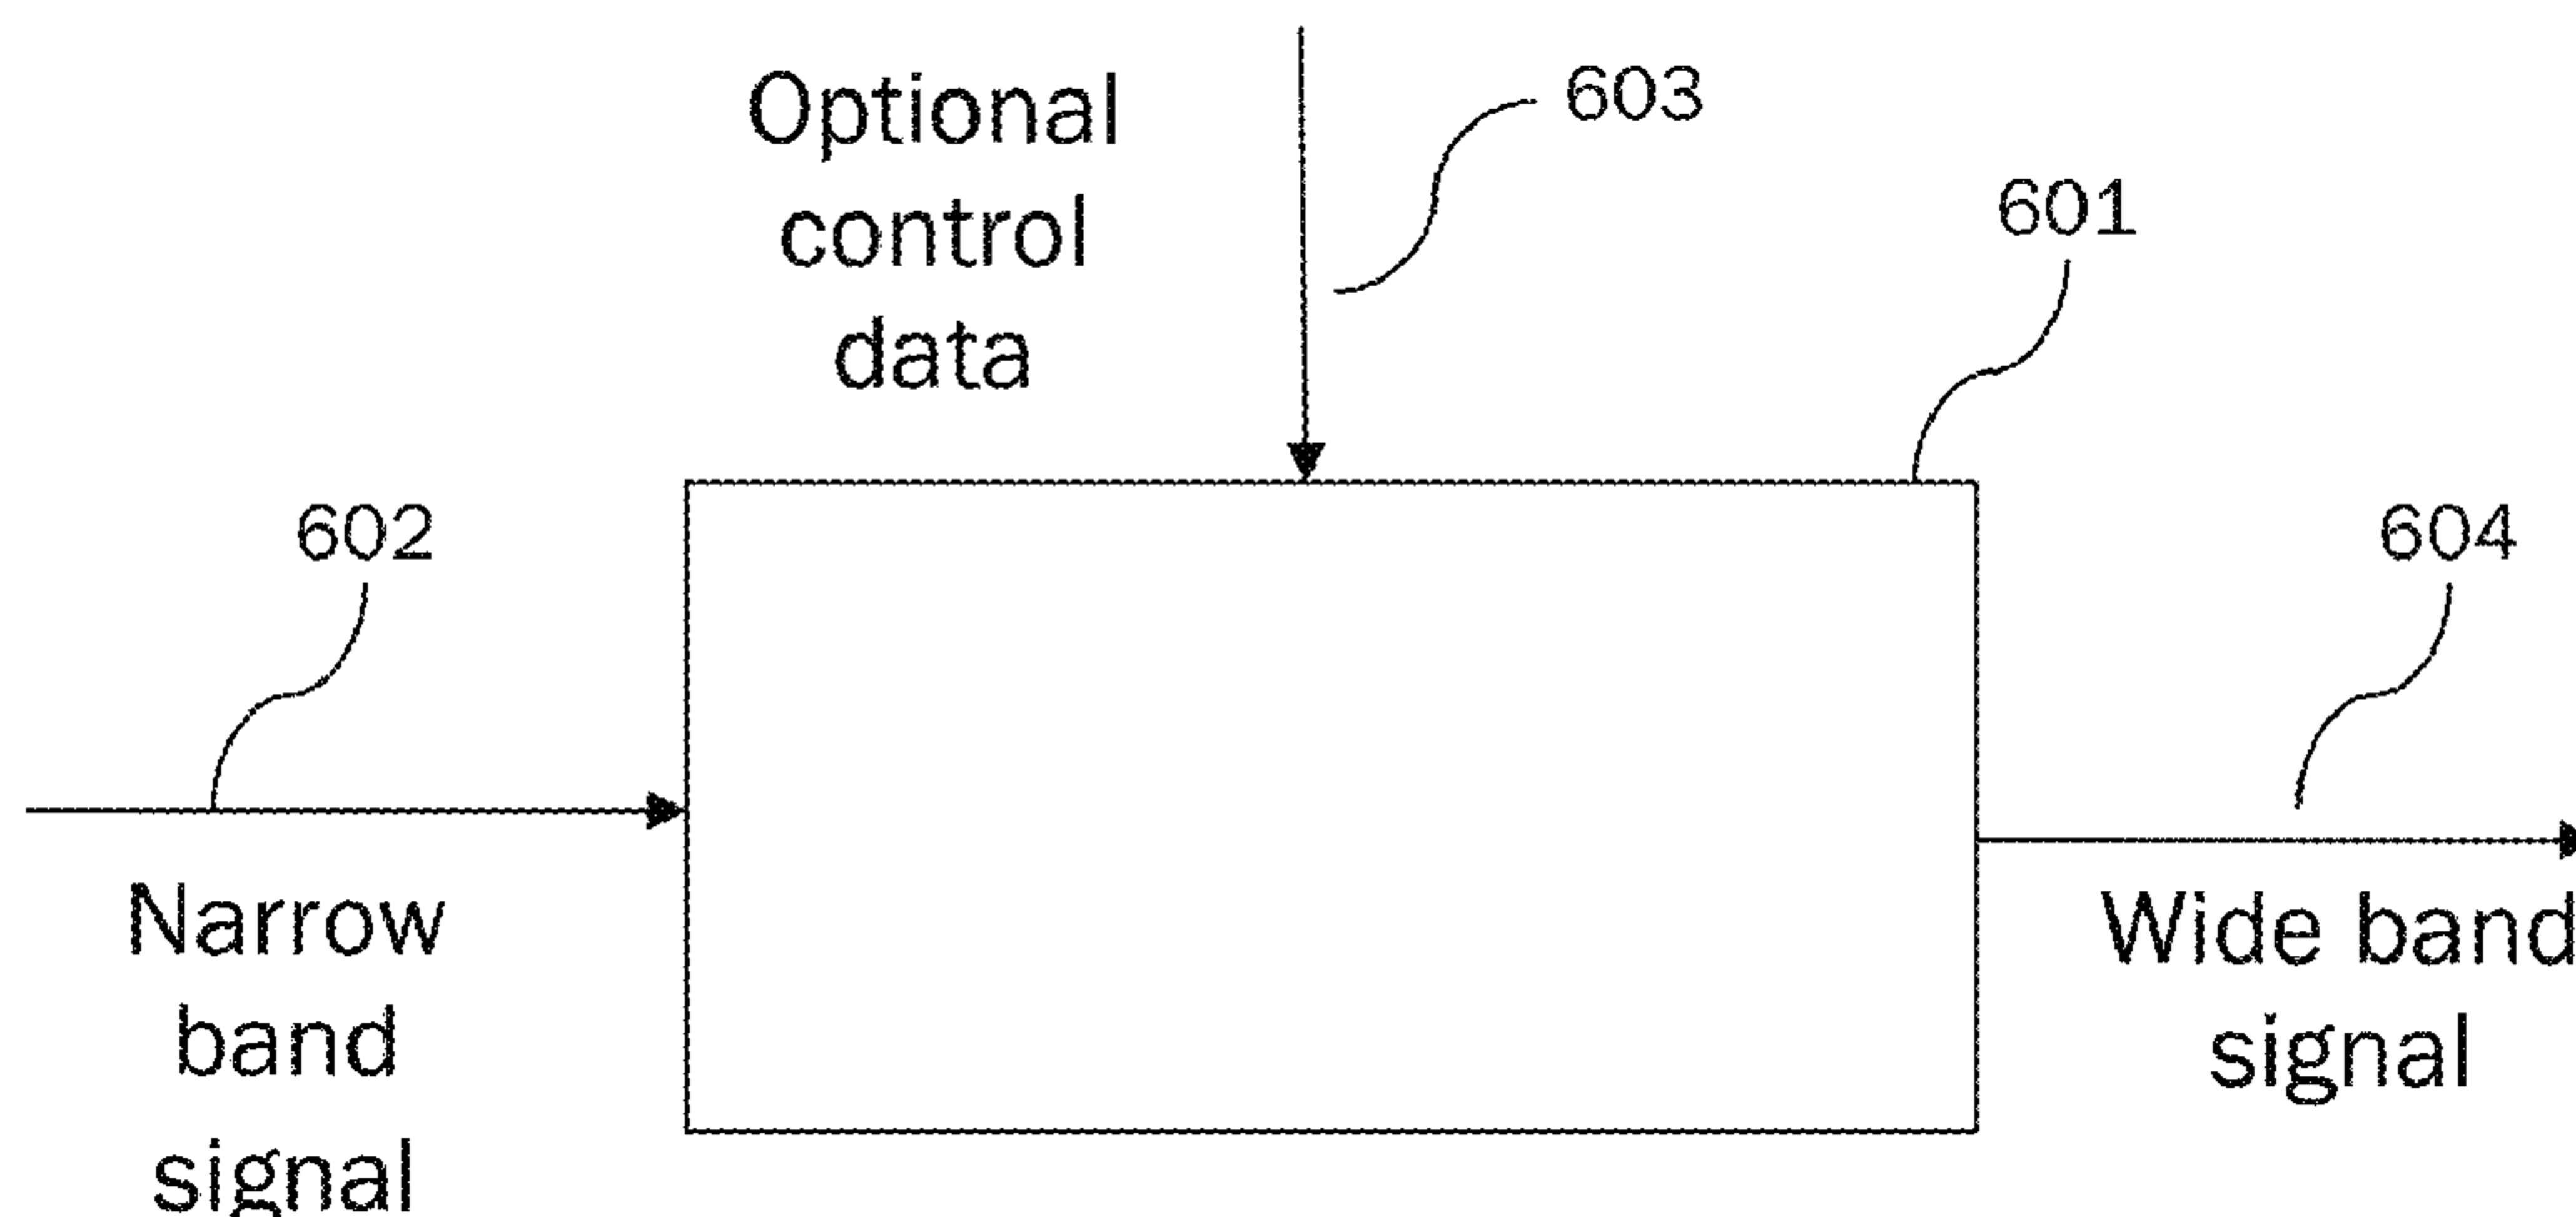 Optional
control
data
603
601
602
604
Narrow
band
signal
Wide band
signal